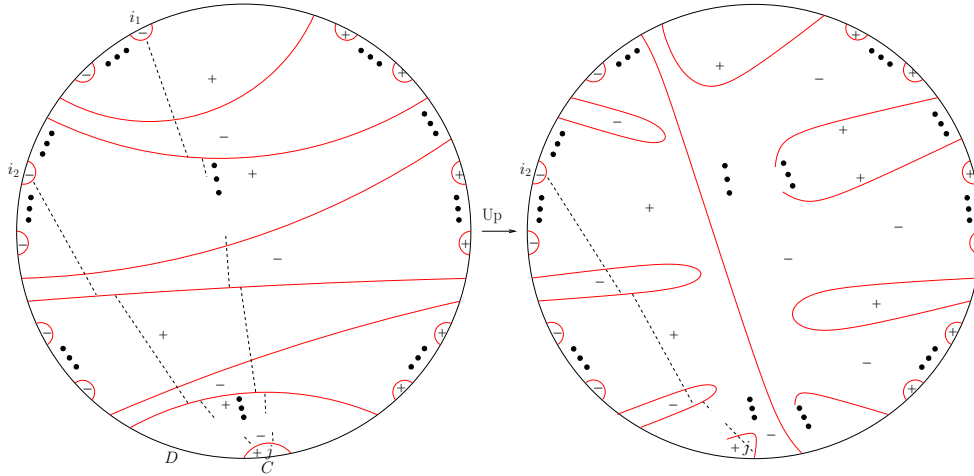 i₁
− + +
− −
+ +
−
+
i₂
− + +
Up
−
− +
+
− +
− −
+
− +
+ j
D C
+ −
− +
+
i₂
− + +
+ −
−
− +
− +
−
− +
−
+ j